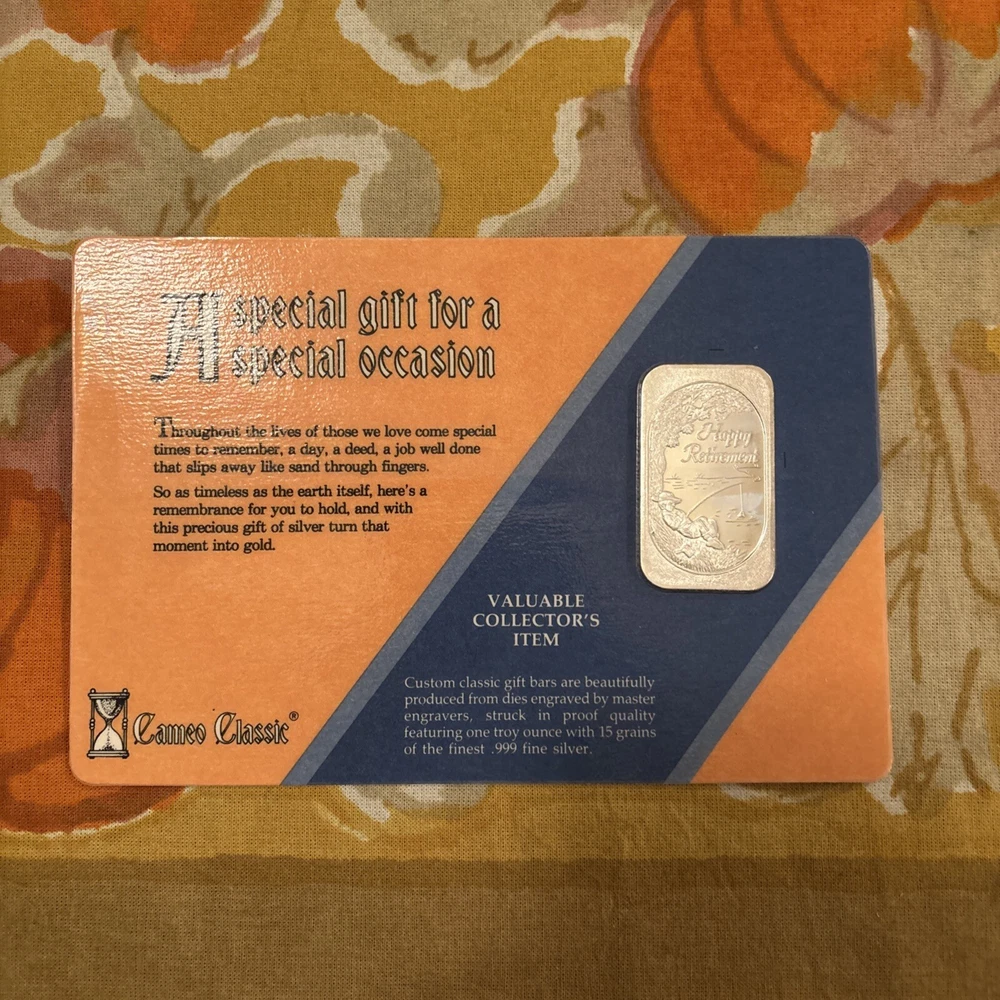 A special gift for a
special occasion
Throughout the lives of those we love come special
times to remember, a day, a deed, a job well done
that slips away like sand through fingers.
So as timeless as the earth itself, here's a
remembrance for you to hold, and with
this precious gift of silver turn that
moment into gold.
Cameo Classic®
Happy
Retirement
VALUABLE
COLLECTOR'S
ITEM
Custom classic gift bars are beautifully
produced from dies engraved by master
engravers, struck in proof quality
featuring one troy ounce with 15 grains
of the finest .999 fine silver.